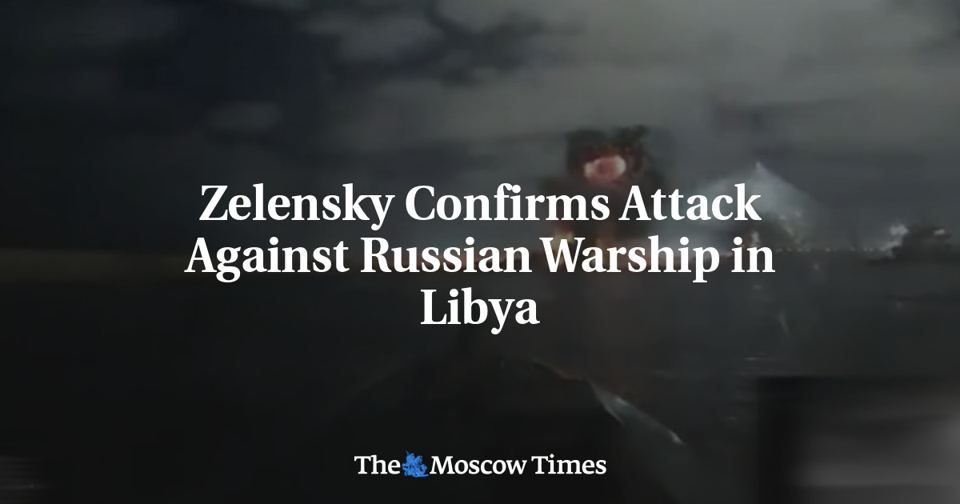 Zelensky Confirms Attack
Against Russian Warship in
Libya
The Moscow Times